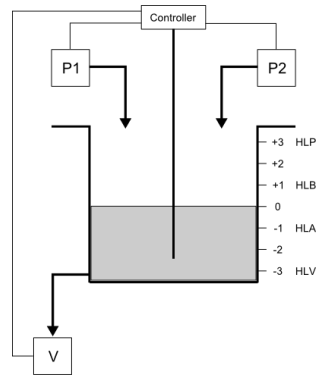 Controller
P1
P2
+3 HLP
+2
+1 HLB
0
-1 HLA
-2
-3 HLV
V